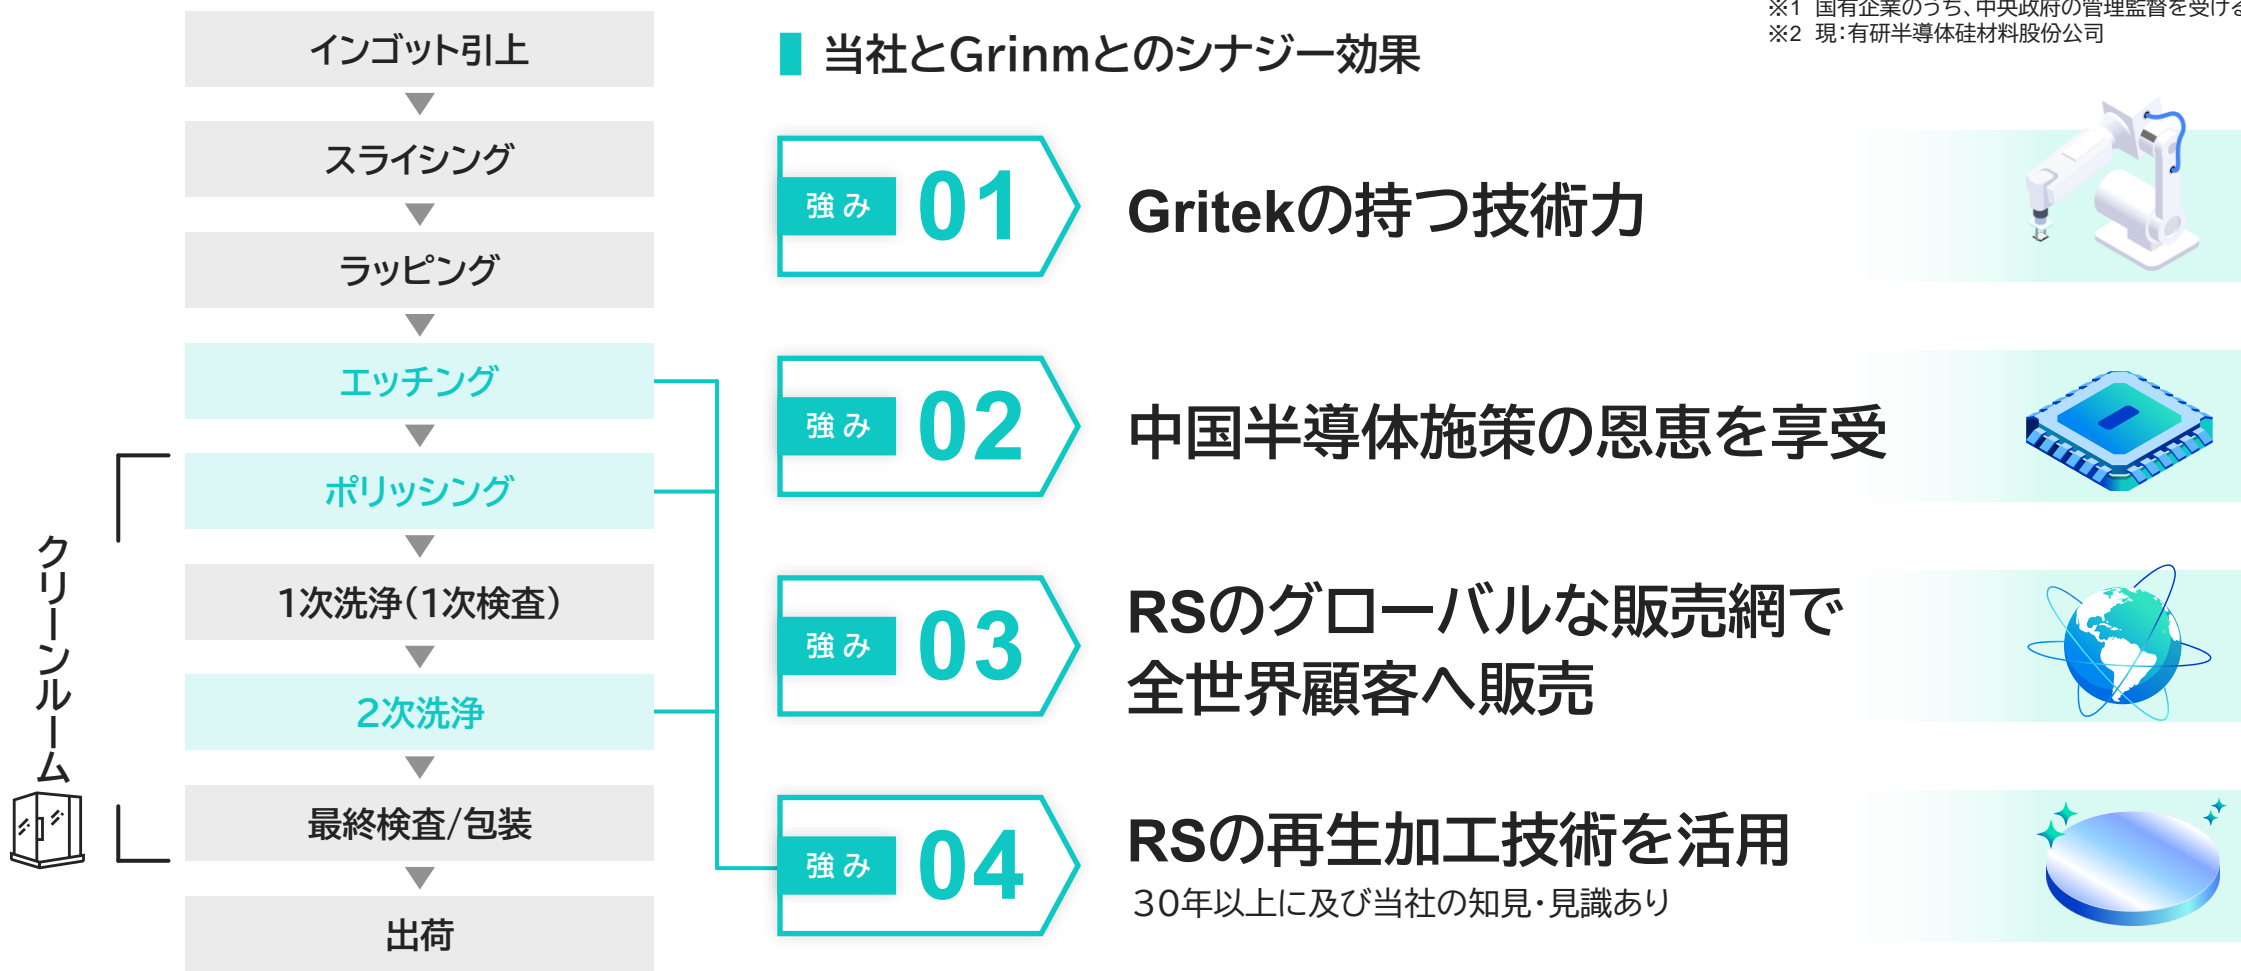 インゴット引上
スライシング
ラッピング
エッチング
ポリッシング
1次洗浄(1次検査)
2次洗浄
最終検査/包装
出荷
クリーンルーム
当社とGrinmとのシナジー効果
※1 国有企業のうち、中央政府の管理監督を受ける
※2 現:有研半導体硅材料股份公司
強み 01
Gritekの持つ技術力
強み 02
中国半導体施策の恩恵を享受
強み 03
RSのグローバルな販売網で
全世界顧客へ販売
強み 04
RSの再生加工技術を活用
30年以上に及び当社の知見・見識あり